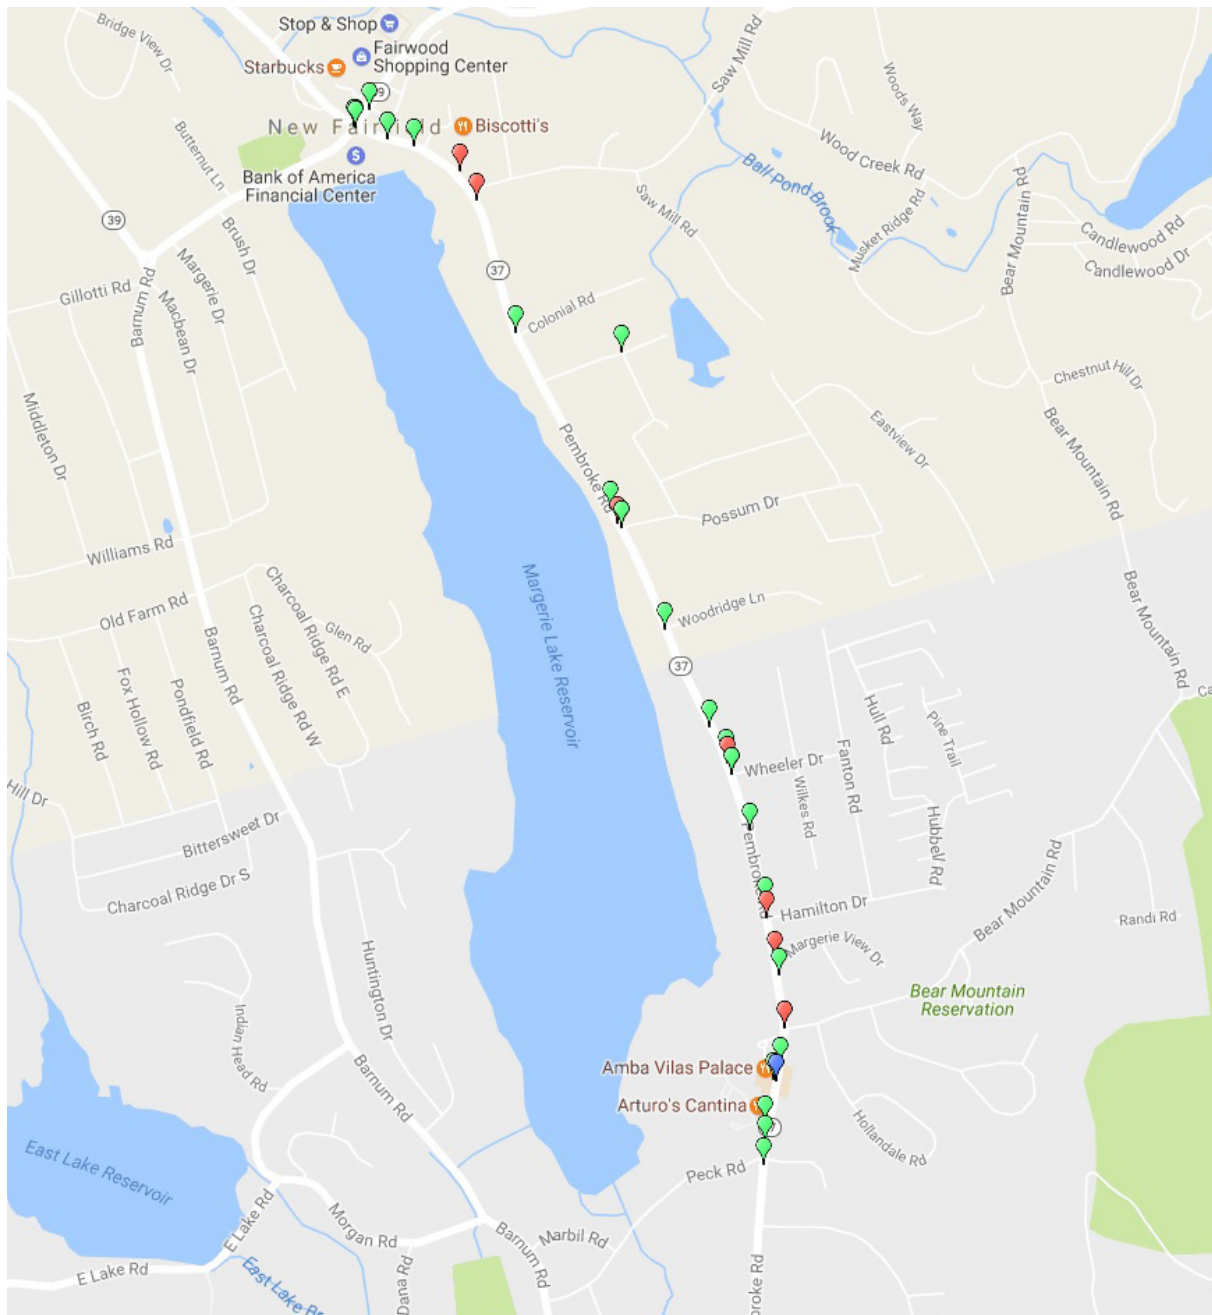 Stop & Shop
Bridge View Dr
Fairwood
Shopping Center
Starbucks
Saw Mill Rd
Woods Way
New Fairfield
Biscotti's
Butternut Ln
Bank of America
Financial Center
Wood Creek Rd
Ball Pond
Brook
Bear Mountain Rd
Saw Mill Rd
Musket Ridge Rd
Candlewood Rd
Candlewood Dr
39
Brush Dr
Margerie Dr
Macbean Dr
Gillotti Rd
Barnum Rd
37
Colonial Rd
Chestnut Hill Dr
Middleton Dr
Pembroke Rd
Eastview Dr
Bear Mountain Rd
Possum Dr
Williams Rd
Margerie Lake Reservoir
Old Farm Rd
Charcoal Ridge Rd E
Glen Rd
Charcoal Ridge Rd W
Woodridge Ln
Bear Mountain Rd
Barnum Rd
37
Birch Rd
Fox Hollow Rd
Pondfield Rd
Hull Rd
Pine Trail
Ca
Hill Dr
Wheeler Dr
Fanton Rd
Wilkes Rd
Bittersweet Dr
Pembroke Rd
Hubbell Rd
Charcoal Ridge Dr S
Hamilton Dr
Bear Mountain Rd
Randi Rd
Margerie View Dr
Huntington Dr
Bear Mountain
Reservation
Indian Head Rd
Amba Vilas Palace
Barnum Rd
Arturo's Cantina
Hollandale Rd
East Lake Reservoir
Peck Rd
E Lake Rd
Morgan Rd
Marbil Rd
Barnum Rd
E Lake Rd
Dana Rd
East Lake Br
broke Rd